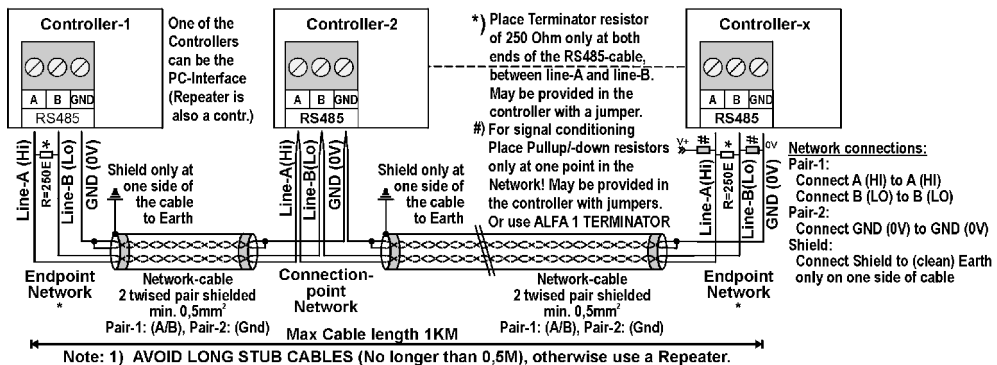 Controller-1
A B GND
RS485
One of the
Controllers
can be the
PC-Interface
(Repeater is
also a contr.)
Controller-2
A B GND
RS485
*) Place Terminator resistor
of 250 Ohm only at both
ends of the RS485-cable,
between line-A and line-B.
May be provided in the
controller with a jumper.
#) For signal conditioning
Place Pullup/-down resistors
only at one point in the
Network! May be provided in
the controller with jumpers.
Or use ALFA 1 TERMINATOR
Controller-x
A B GND
RS485
V+ # * # 0V
Line-A (Hi)
R=250E *
Line-B (Lo)
GND (0V)
Shield only at
one side of
the cable
to Earth
Line-A(Hi)
Line-B(Lo)
GND (0V)
Shield only at
one side of
the cable
to Earth
Line-A(Hi)
R=250E
Line-B(Lo)
GND (0V)
Network connections:
Pair-1:
Connect A (HI) to A (HI)
Connect B (LO) to B (LO)
Pair-2:
Connect GND (0V) to GND (0V)
Shield:
Connect Shield to (clean) Earth
only on one side of cable
Endpoint
Network
*
Network-cable
2 twised pair shielded
min. 0,5mm²
Pair-1: (A/B), Pair-2: (Gnd)
Connection-
point
Network
Network-cable
2 twised pair shielded
min. 0,5mm²
Pair-1: (A/B), Pair-2: (Gnd)
Endpoint
Network
*
Max Cable length 1KM
Note: 1) AVOID LONG STUB CABLES (No longer than 0,5M), otherwise use a Repeater.